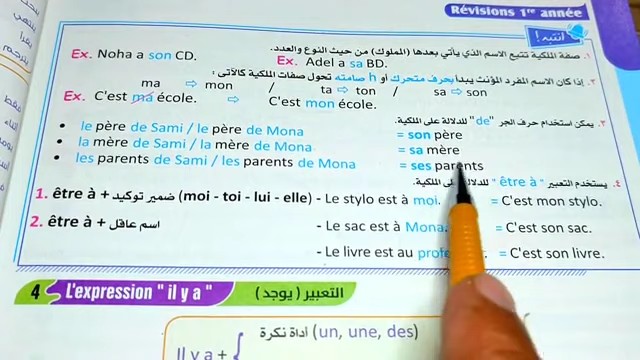 Révisions 1ʳᵉ année
انتبه!
١. صفة الملكية تتبع الاسم الذي يأتي بعدها (المملوك) من حيث النوع والعدد.
Ex. Noha a son CD. Ex. Adel a sa BD.
٢. إذا كان الاسم المفرد المؤنث يبدأ بحرف متحرك أو h صامته تحول صفات الملكية كالآتى:
ma ⇨ mon / ta ⇨ ton / sa ⇨ son
Ex. C'est ma école. ⇨ C'est mon école.
٣. يمكن استخدام حرف الجر "de" للدلالة على الملكية.
• le père de Sami / le père de Mona = son père
• la mère de Sami / la mère de Mona = sa mère
• les parents de Sami / les parents de Mona = ses parents
٤. يستخدم التعبير "être à" للدلالة على الملكية.
1. être à + ضمير توكيد (moi - toi - lui - elle) - Le stylo est à moi. = C'est mon stylo.
2. être à + اسم عاقل - Le sac est à Mona. = C'est son sac.
- Le livre est au = C'est son livre.
4 L'expression " il y a " التعبير (يوجد)
Il y a + { أداة نكرة (un, une, des)